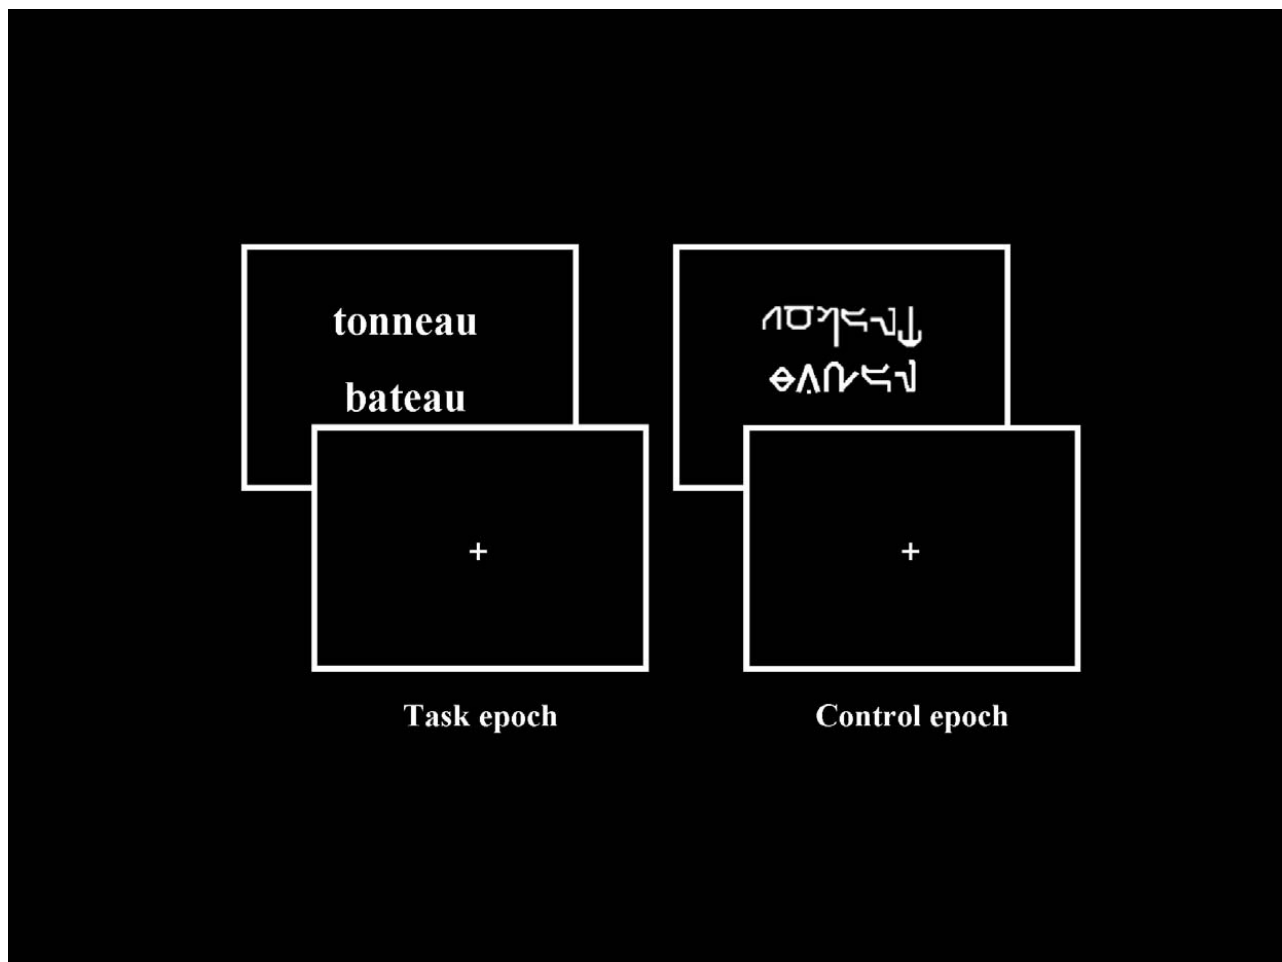 tonneau
bateau
+
+
Task epoch
Control epoch